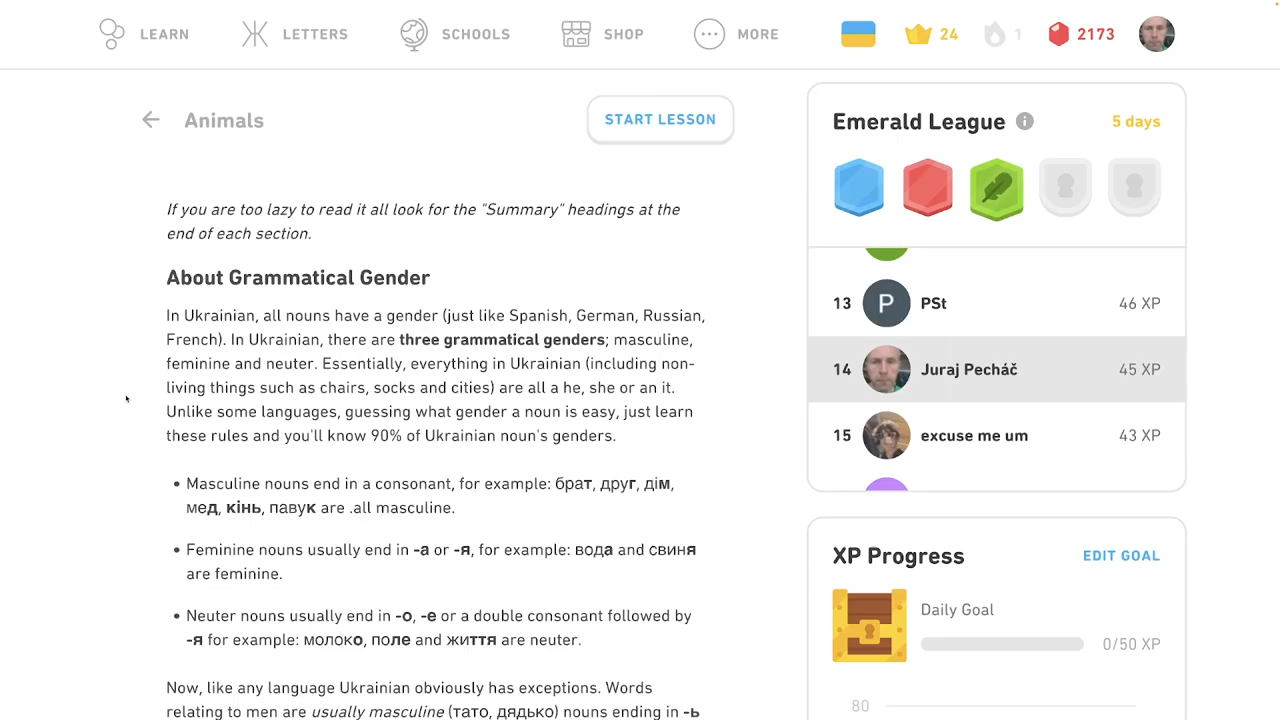 LEARN
LETTERS
SCHOOLS
SHOP
MORE
24
1
2173
Animals
START LESSON
If you are too lazy to read it all look for the "Summary" headings at the
end of each section.
About Grammatical Gender
In Ukrainian, all nouns have a gender (just like Spanish, German, Russian,
French). In Ukrainian, there are three grammatical genders; masculine,
feminine and neuter. Essentially, everything in Ukrainian (including non-
living things such as chairs, socks and cities) are all a he, she or an it.
Unlike some languages, guessing what gender a noun is easy, just learn
these rules and you'll know 90% of Ukrainian noun's genders.
• Masculine nouns end in a consonant, for example: брат, друг, дім,
мед, кінь, павук are .all masculine.
• Feminine nouns usually end in -а or -я, for example: вода and свиня
are feminine.
• Neuter nouns usually end in -о, -е or a double consonant followed by
-я for example: молоко, поле and життя are neuter.
Now, like any language Ukrainian obviously has exceptions. Words
relating to men are usually masculine (тато, дядько) nouns ending in -ь
Emerald League
5 days
13 P PSt 46 XP
14 Juraj Pecháč 45 XP
15 excuse me um 43 XP
XP Progress
EDIT GOAL
Daily Goal
0/50 XP
80